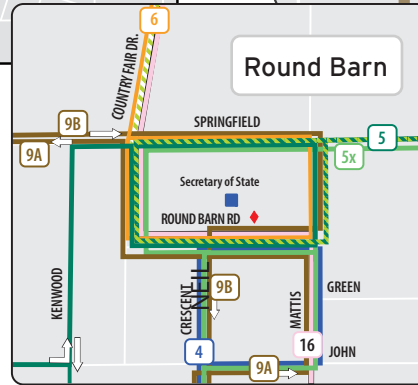 6
COUNTRY FAIR DR.
Round Barn
9B
SPRINGFIELD
5
9A
5x
Secretary of State
ROUND BARN RD
KENWOOD
CRESCENT
NEIL
9B
MATTIS
GREEN
4
16
JOHN
9A